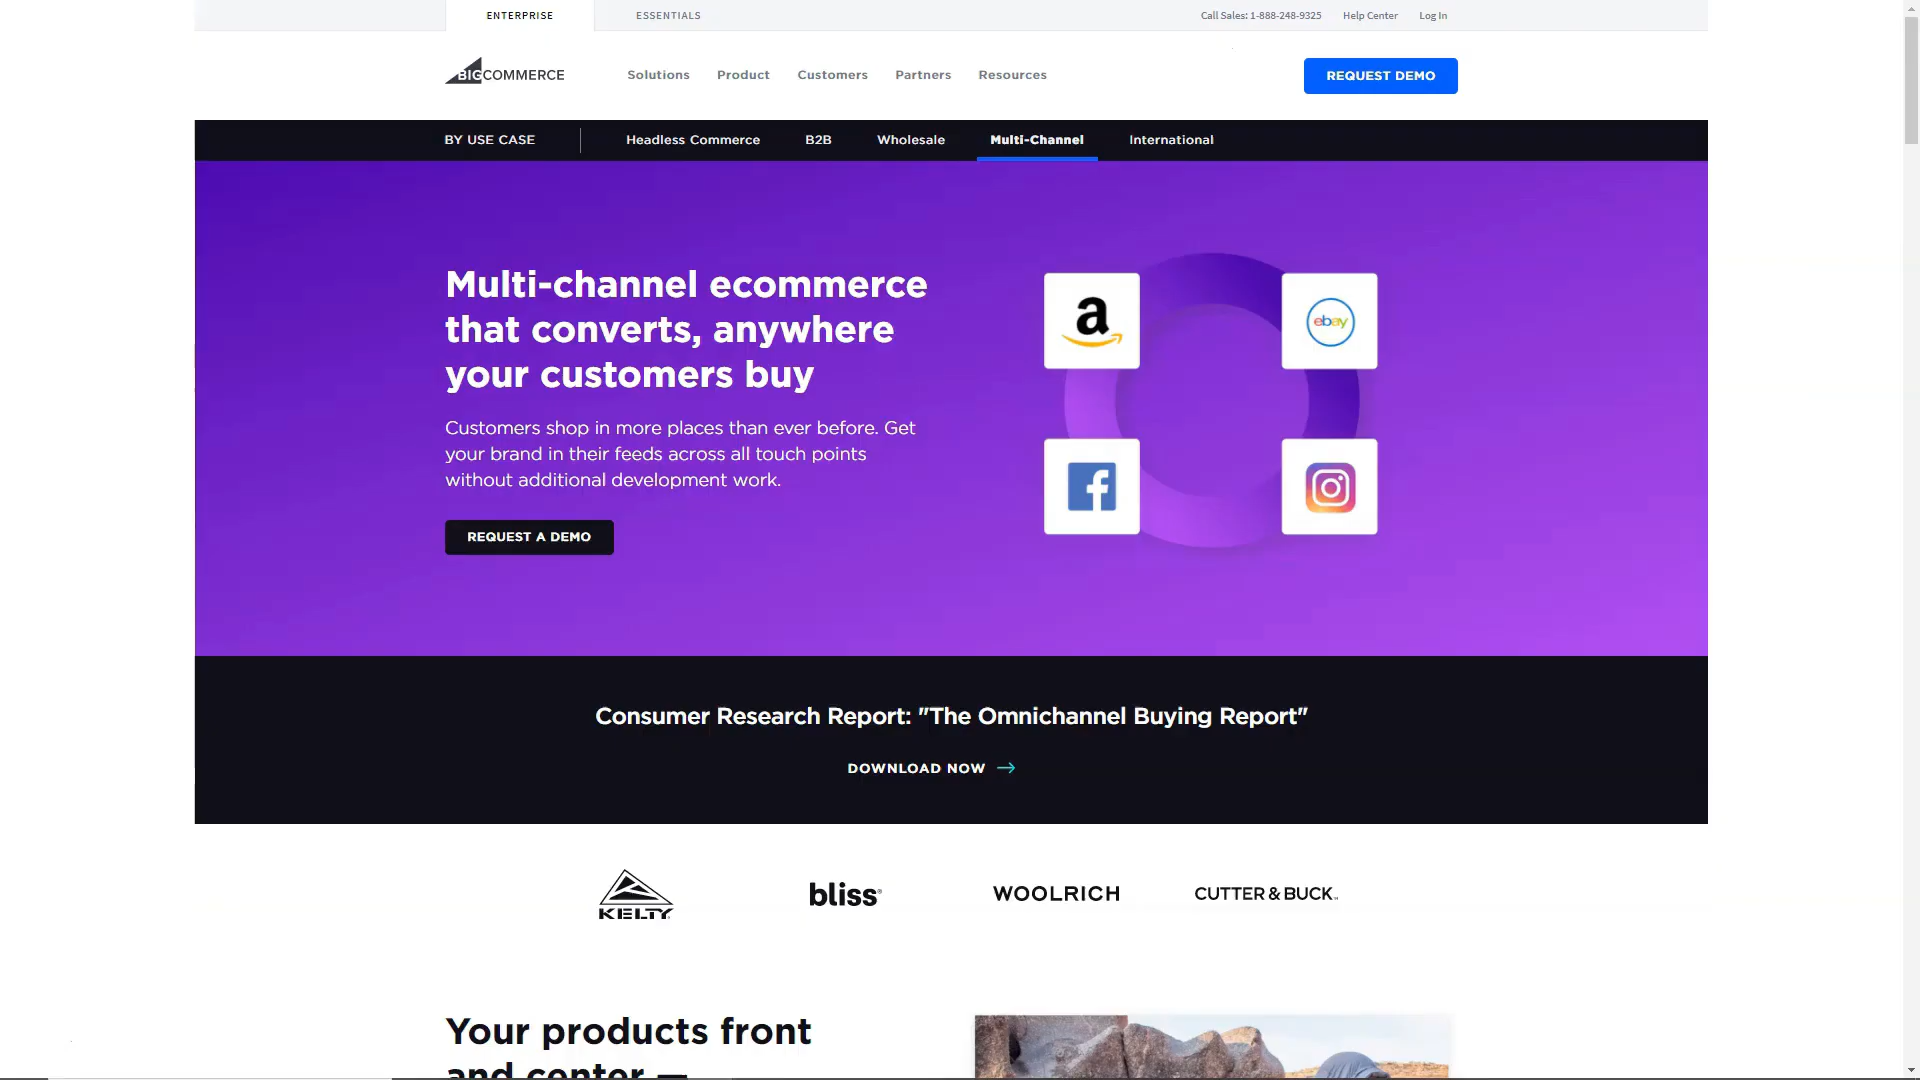 ENTERPRISE
ESSENTIALS
Call Sales: 1-888-248-9325
Help Center
Log In
BIGCOMMERCE
Solutions
Product
Customers
Partners
Resources
REQUEST DEMO
BY USE CASE
Headless Commerce
B2B
Wholesale
Multi-Channel
International
Multi-channel ecommerce
that converts, anywhere
your customers buy
Customers shop in more places than ever before. Get
your brand in their feeds across all touch points
without additional development work.
REQUEST A DEMO
a
ebay
f
Consumer Research Report: "The Omnichannel Buying Report"
DOWNLOAD NOW
KELTY
bliss®
WOOLRICH
CUTTER & BUCK™
Your products front
and center —